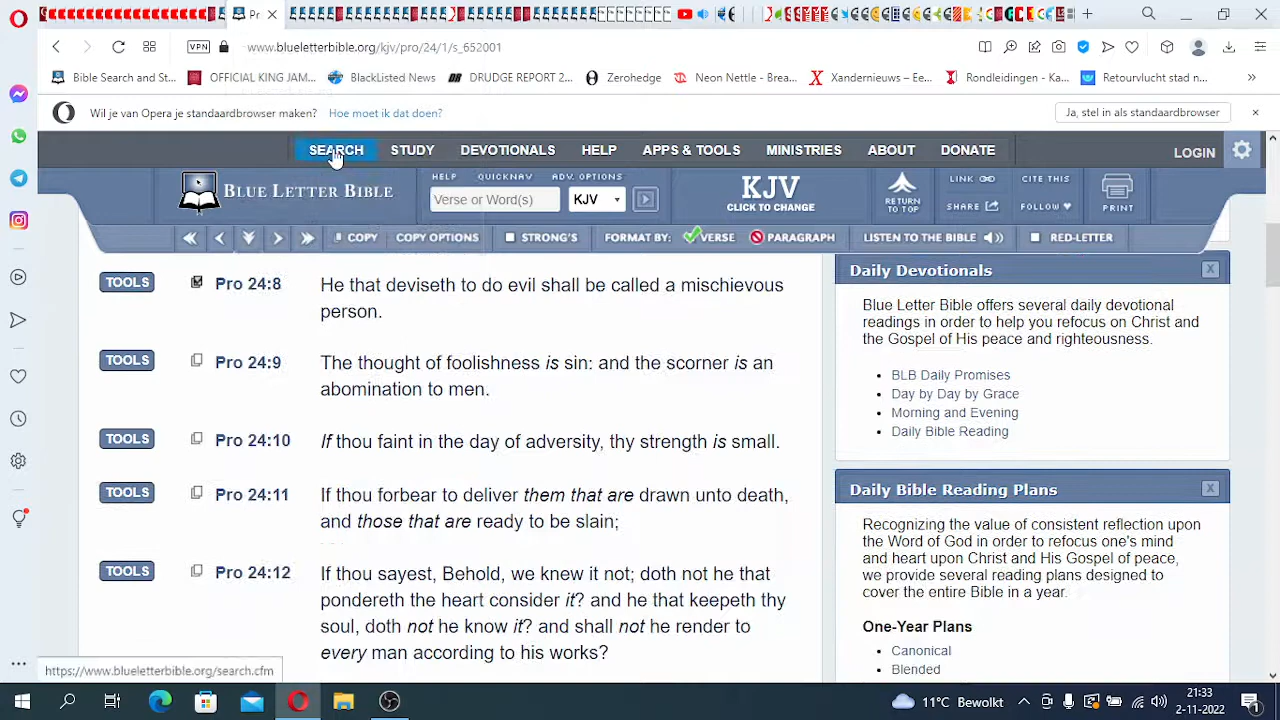 Pr
VPN
www.blueletterbible.org/kjv/pro/24/1/s_652001
Bible Search and St...
OFFICIAL KING JAM...
BlackListed News
DRUDGE REPORT 2...
Zerohedge
Neon Nettle - Brea...
Xandernieuws – Ee...
Rondleidingen - Ka...
Retourvlucht stad n...
Wil je van Opera je standaardbrowser maken?
Hoe moet ik dat doen?
Ja, stel in als standaardbrowser
SEARCH
STUDY
DEVOTIONALS
HELP
APPS & TOOLS
MINISTRIES
ABOUT
DONATE
LOGIN
BLUE LETTER BIBLE
HELP
QUICKNAV
ADV. OPTIONS
Verse or Word(s)
KJV
KJV
CLICK TO CHANGE
RETURN
TO TOP
LINK
CITE THIS
SHARE
FOLLOW
PRINT
COPY
COPY OPTIONS
STRONG'S
FORMAT BY:
VERSE
PARAGRAPH
LISTEN TO THE BIBLE
RED-LETTER
TOOLS
Pro 24:8
He that deviseth to do evil shall be called a mischievous
person.
TOOLS
Pro 24:9
The thought of foolishness is sin: and the scorner is an
abomination to men.
TOOLS
Pro 24:10
If thou faint in the day of adversity, thy strength is small.
TOOLS
Pro 24:11
If thou forbear to deliver them that are drawn unto death,
and those that are ready to be slain;
TOOLS
Pro 24:12
If thou sayest, Behold, we knew it not; doth not he that
pondereth the heart consider it? and he that keepeth thy
soul, doth not he know it? and shall not he render to
every man according to his works?
Daily Devotionals
X
Blue Letter Bible offers several daily devotional
readings in order to help you refocus on Christ and
the Gospel of His peace and righteousness.
BLB Daily Promises
Day by Day by Grace
Morning and Evening
Daily Bible Reading
Daily Bible Reading Plans
X
Recognizing the value of consistent reflection upon
the Word of God in order to refocus one's mind
and heart upon Christ and His Gospel of peace,
we provide several reading plans designed to
cover the entire Bible in a year.
One-Year Plans
Canonical
Blended
https://www.blueletterbible.org/search.cfm
11°C Bewolkt
21:33
2-11-2022
1